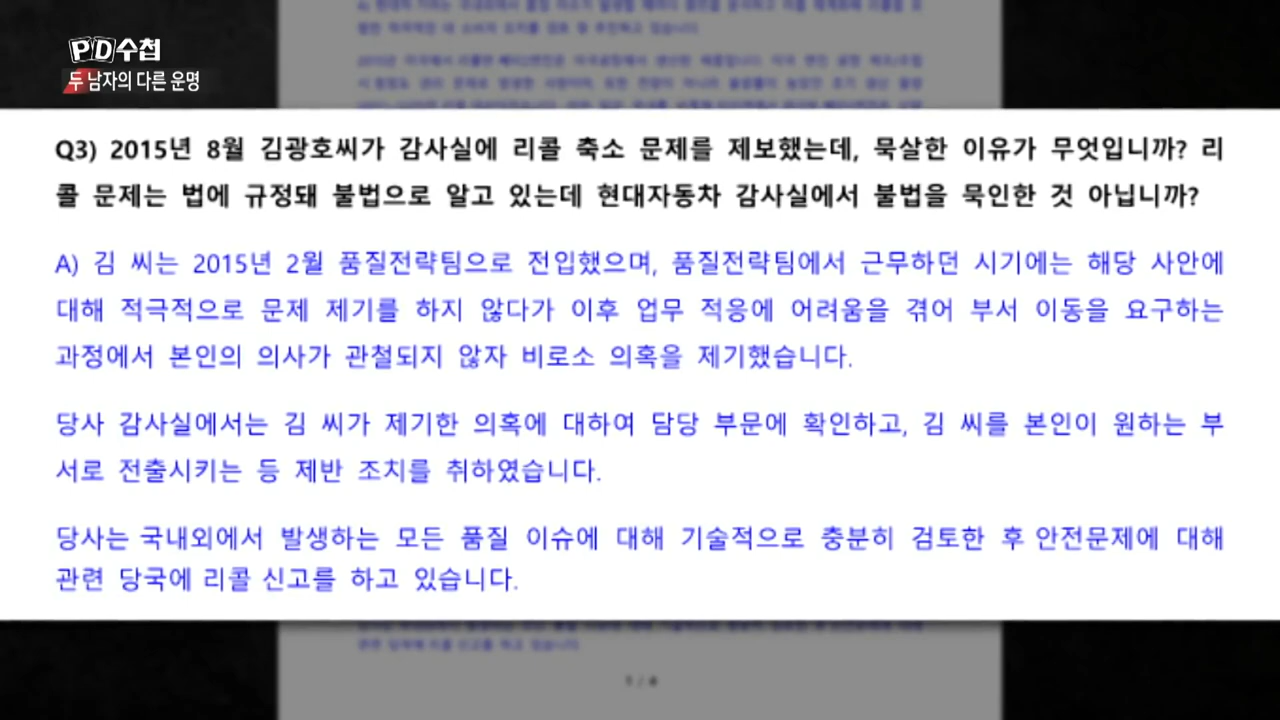 PD수첩
두 남자의 다른 운명
Q3) 2015년 8월 김광호씨가 감사실에 리콜 축소 문제를 제보했는데, 묵살한 이유가 무엇입니까? 리
콜 문제는 법에 규정돼 불법으로 알고 있는데 현대자동차 감사실에서 불법을 묵인한 것 아닙니까?
A) 김 씨는 2015년 2월 품질전략팀으로 전입했으며, 품질전략팀에서 근무하던 시기에는 해당 사안에
대해 적극적으로 문제 제기를 하지 않다가 이후 업무 적응에 어려움을 겪어 부서 이동을 요구하는
과정에서 본인의 의사가 관철되지 않자 비로소 의혹을 제기했습니다.
당사 감사실에서는 김 씨가 제기한 의혹에 대하여 담당 부문에 확인하고, 김 씨를 본인이 원하는 부
서로 전출시키는 등 제반 조치를 취하였습니다.
당사는 국내외에서 발생하는 모든 품질 이슈에 대해 기술적으로 충분히 검토한 후 안전문제에 대해
관련 당국에 리콜 신고를 하고 있습니다.